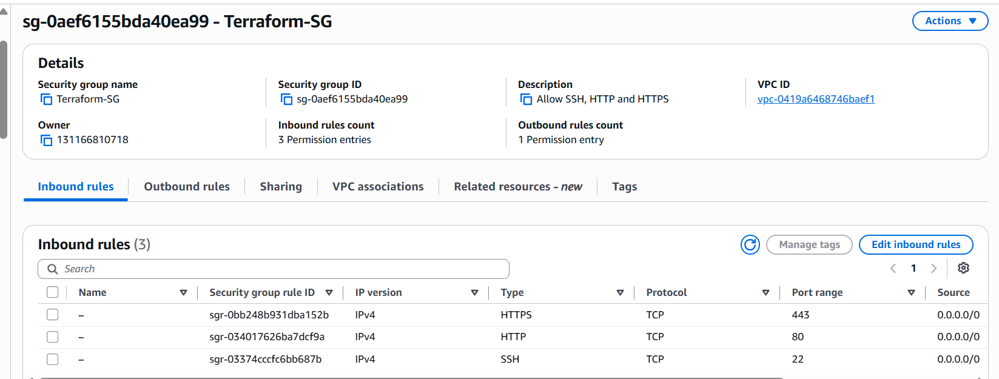 sg-0aef6155bda40ea99 - Terraform-SG
Actions
Details
Security group name
Terraform-SG
Security group ID
sg-0aef6155bda40ea99
Description
Allow SSH, HTTP and HTTPS
VPC ID
vpc-0419a6468746baef1
Owner
131166810718
Inbound rules count
3 Permission entries
Outbound rules count
1 Permission entry
Inbound rules Outbound rules Sharing VPC associations Related resources - new Tags
Inbound rules (3)
Manage tags Edit inbound rules
Search
1
Name Security group rule ID IP version Type Protocol Port range Source
– sgr-0bb248b931dba152b IPv4 HTTPS TCP 443 0.0.0.0/0
– sgr-034017626ba7dcf9a IPv4 HTTP TCP 80 0.0.0.0/0
– sgr-03374cccfc6bb687b IPv4 SSH TCP 22 0.0.0.0/0